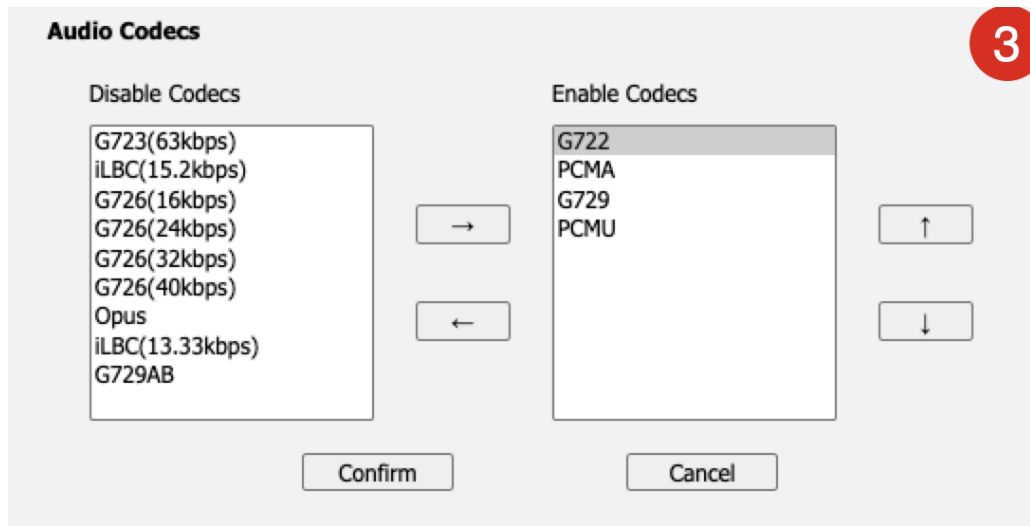 Audio Codecs
3
Disable Codecs
G723(63kbps)
iLBC(15.2kbps)
G726(16kbps)
G726(24kbps)
G726(32kbps)
G726(40kbps)
Opus
iLBC(13.33kbps)
G729AB
→
←
Enable Codecs
G722
PCMA
G729
PCMU
↑
↓
Confirm
Cancel